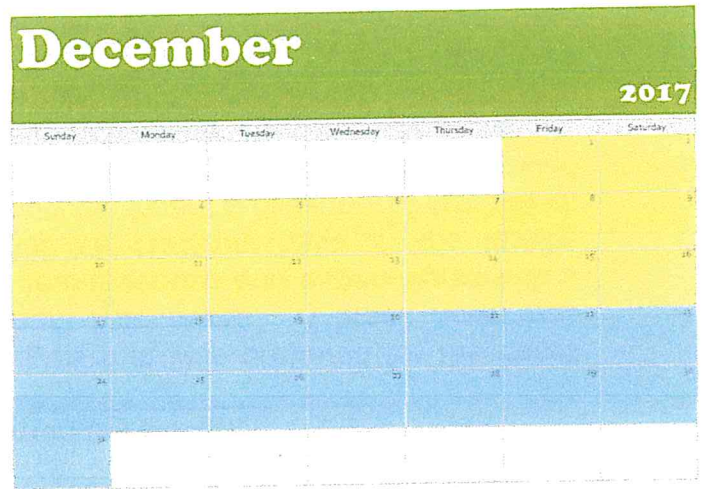 December
2017
Sunday Monday Tuesday Wednesday Thursday Friday Saturday
1 2
3 4 5 6 7 8 9
10 11 12 13 14 15 16
17 18 19 20 21 22 23
24 25 26 27 28 29 30
31